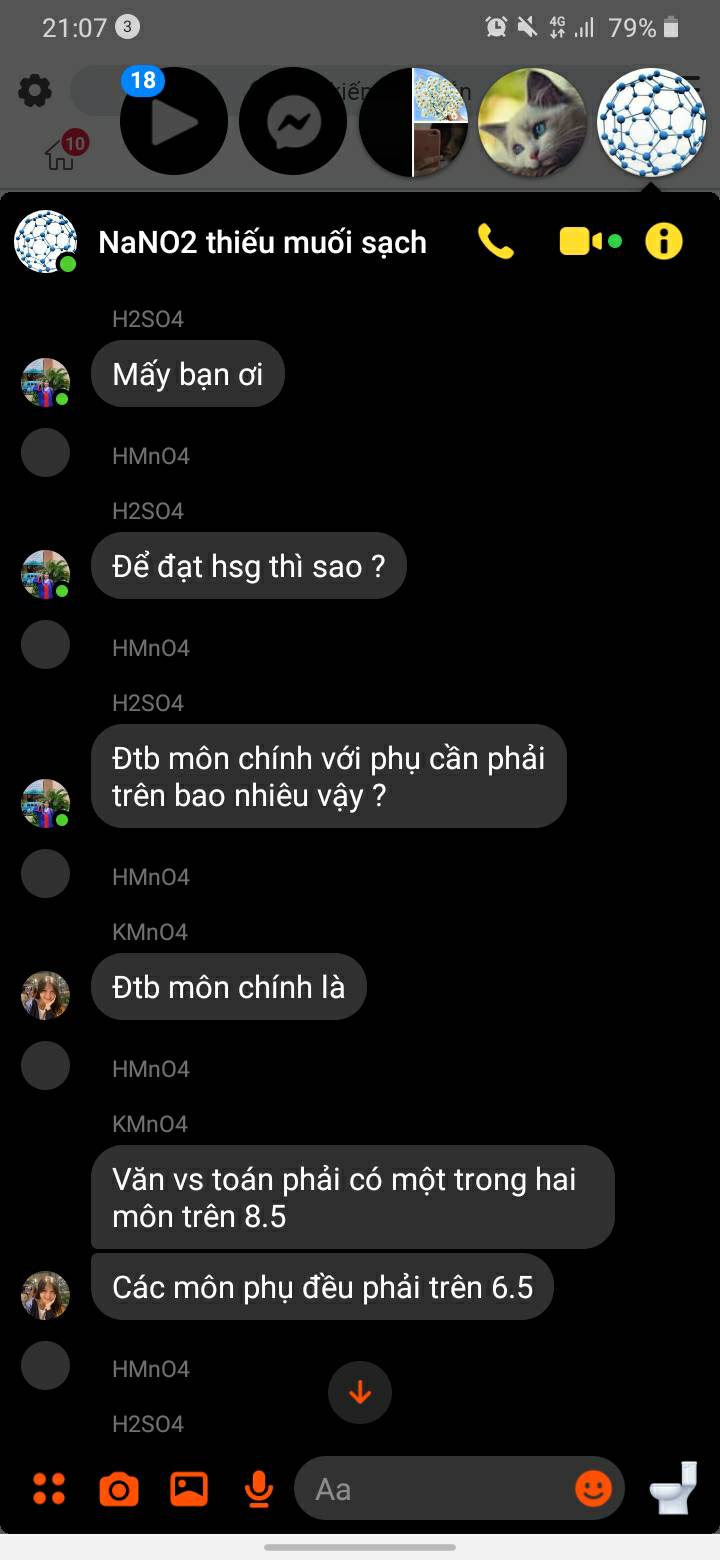 21:07 3 4G 79%
18
kiến
n
10
NaNO2 thiếu muối sạch
H2SO4
Mấy bạn ơi
HMnO4
H2SO4
Để đạt hsg thì sao ?
HMnO4
H2SO4
Đtb môn chính với phụ cần phải
trên bao nhiêu vậy ?
HMnO4
KMnO4
Đtb môn chính là
HMnO4
KMnO4
Văn vs toán phải có một trong hai
môn trên 8.5
Các môn phụ đều phải trên 6.5
HMnO4
H2SO4
Aa